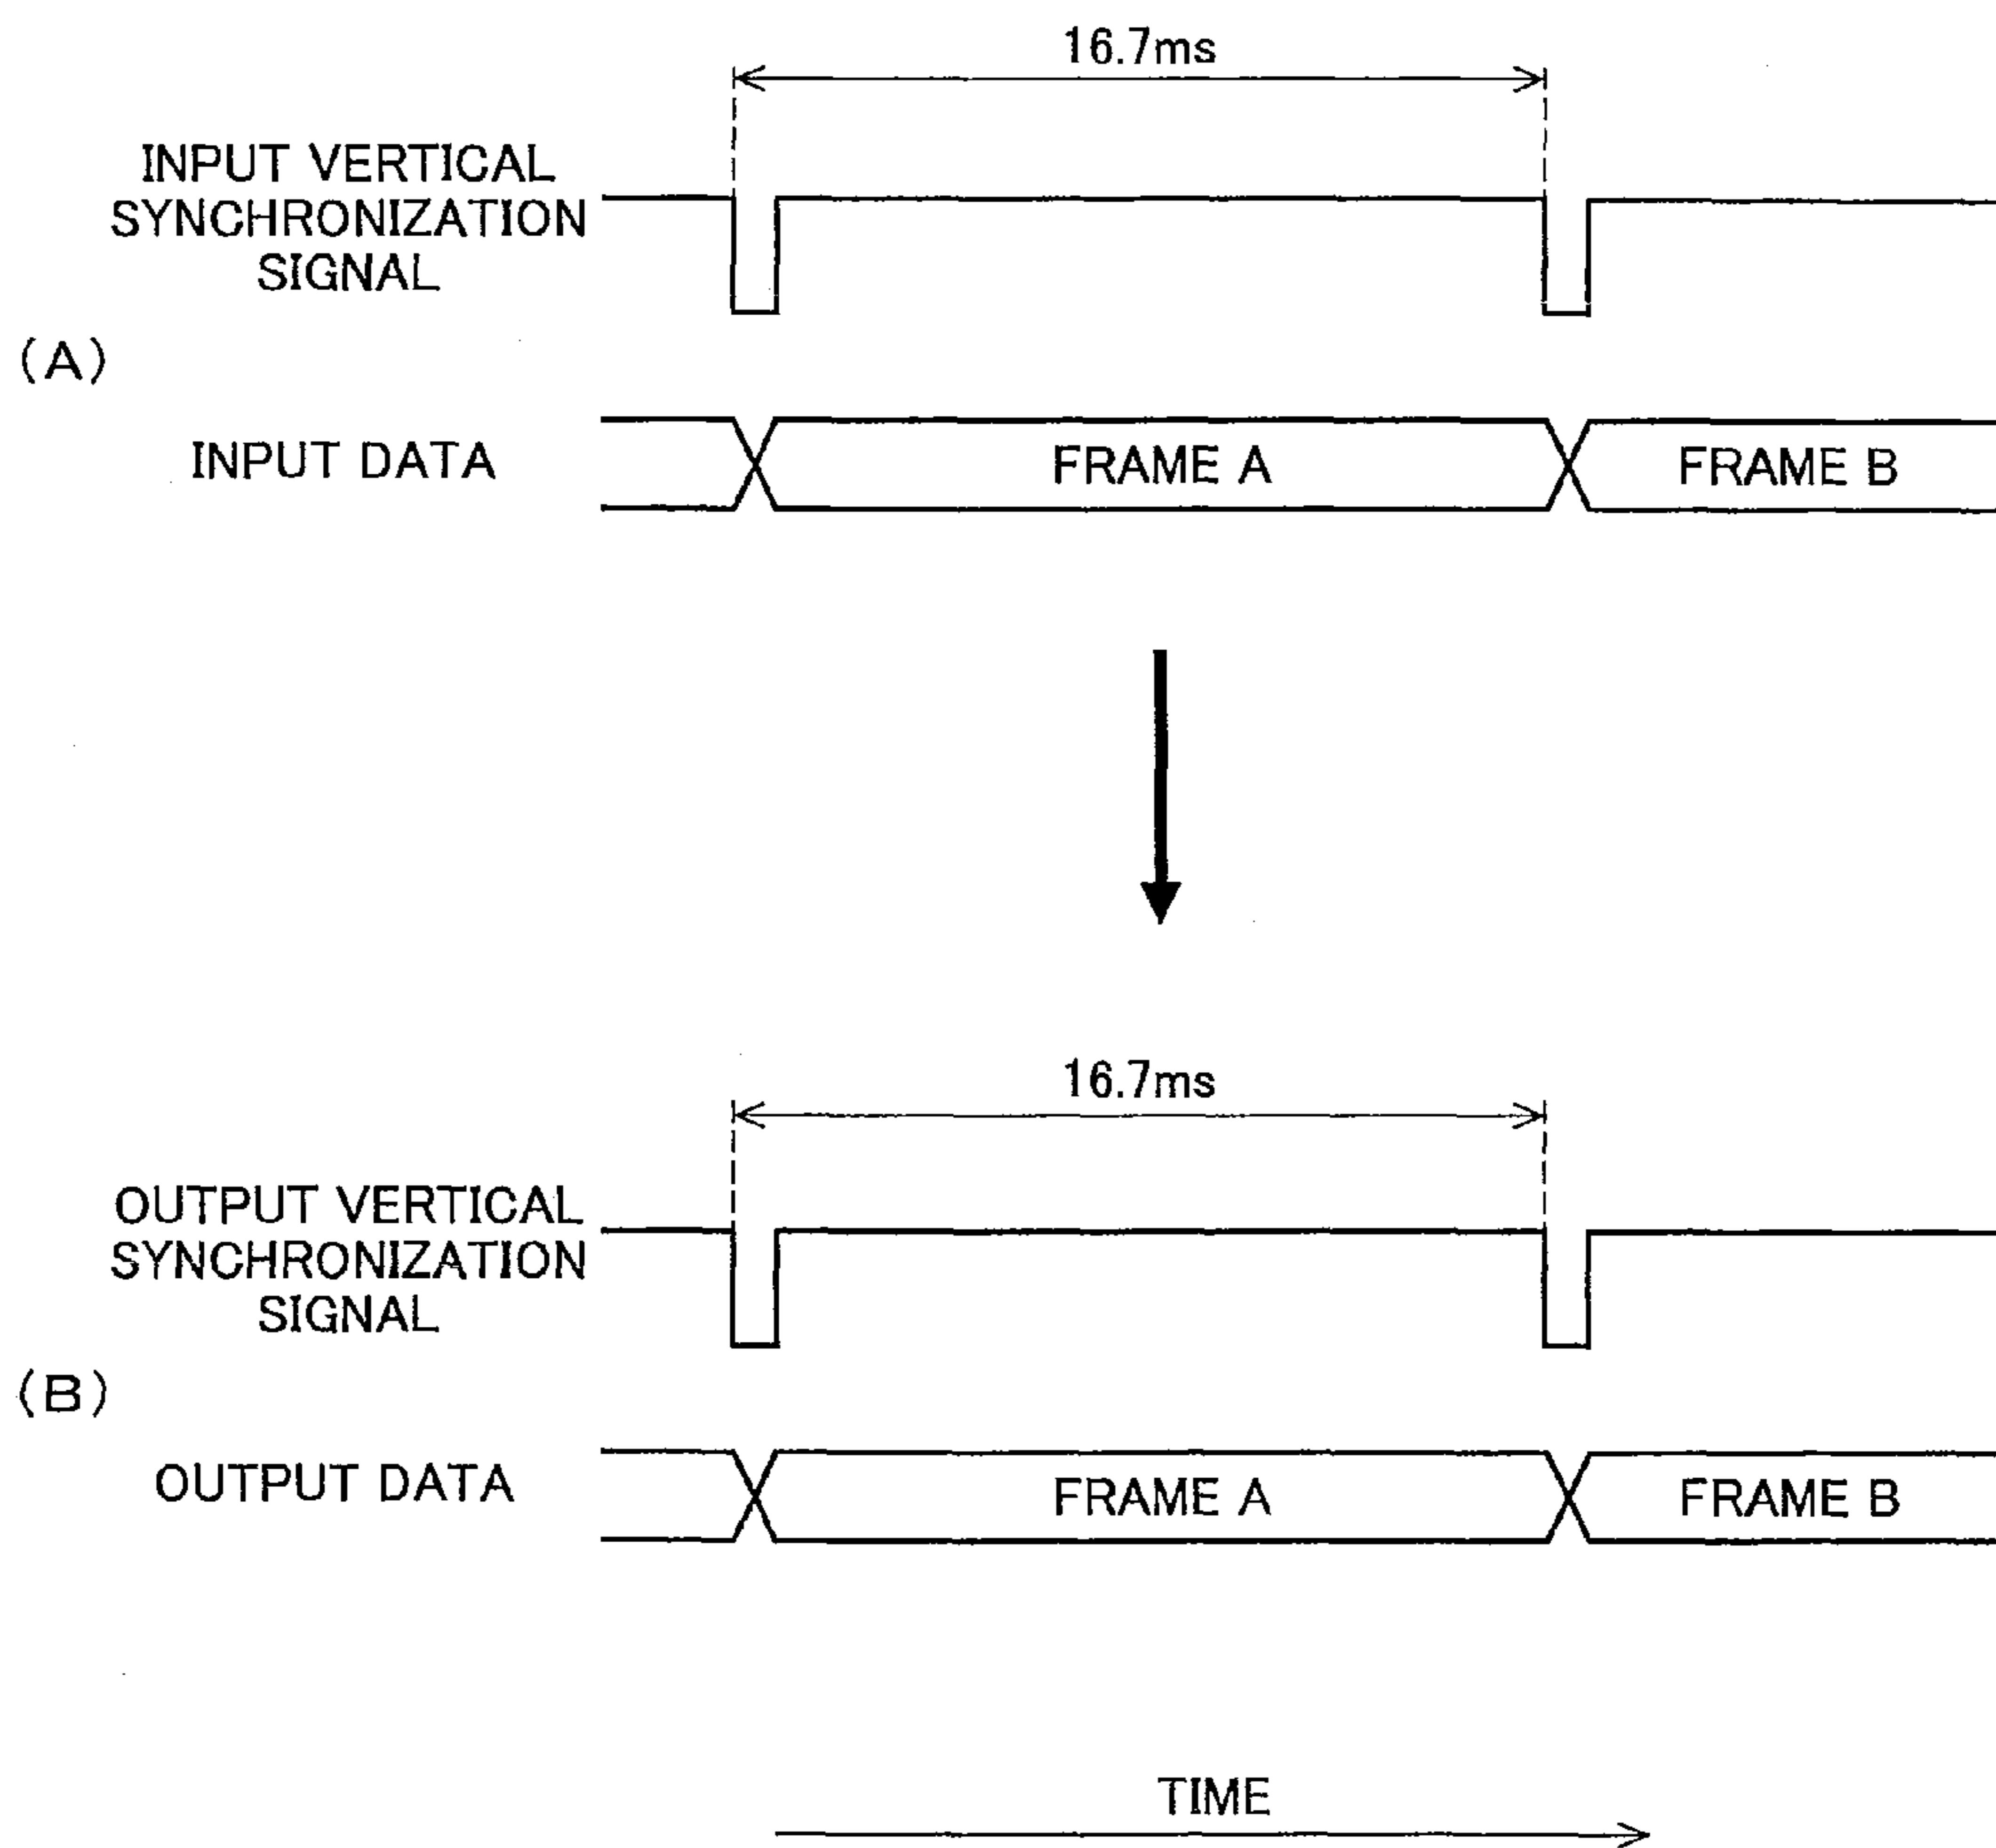 16.7ms
INPUT VERTICAL
SYNCHRONIZATION
SIGNAL
(A)
INPUT DATA
FRAME A
FRAME B
16.7ms
OUTPUT VERTICAL
SYNCHRONIZATION
SIGNAL
(B)
OUTPUT DATA
FRAME A
FRAME B
TIME